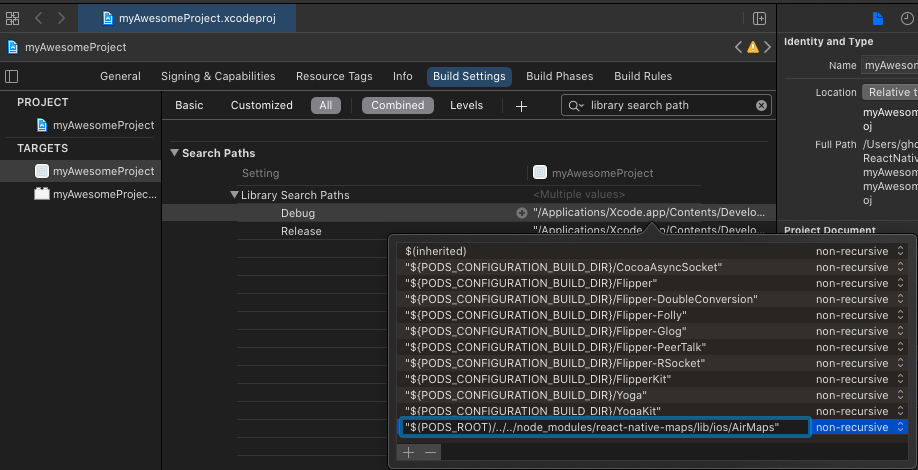 myAwesomeProject.xcodeproj
myAwesomeProject
Identity and Type
General Signing & Capabilities Resource Tags Info Build Settings Build Phases Build Rules
Name myAweson
PROJECT
Basic Customized All Combined Levels + library search path
Location Relative t
myAwesomeProject
myAwesom
oj
TARGETS
Search Paths
Full Path /Users/gho
ReactNativ
myAwesom
myAwesom
oj
myAwesomeProject
Setting myAwesomeProject
myAwesomeProjec...
Library Search Paths <Multiple values>
Debug "/Applications/Xcode.app/Contents/Develo...
Release "/Applications/Xcode.app/Contents/Develo...
Project Document
$(inherited) non-recursive
"${PODS_CONFIGURATION_BUILD_DIR}/CocoaAsyncSocket" non-recursive
"${PODS_CONFIGURATION_BUILD_DIR}/Flipper" non-recursive
"${PODS_CONFIGURATION_BUILD_DIR}/Flipper-DoubleConversion" non-recursive
"${PODS_CONFIGURATION_BUILD_DIR}/Flipper-Folly" non-recursive
"${PODS_CONFIGURATION_BUILD_DIR}/Flipper-Glog" non-recursive
"${PODS_CONFIGURATION_BUILD_DIR}/Flipper-PeerTalk" non-recursive
"${PODS_CONFIGURATION_BUILD_DIR}/Flipper-RSocket" non-recursive
"${PODS_CONFIGURATION_BUILD_DIR}/FlipperKit" non-recursive
"${PODS_CONFIGURATION_BUILD_DIR}/Yoga" non-recursive
"${PODS_CONFIGURATION_BUILD_DIR}/YogaKit" non-recursive
"${PODS_ROOT)/../../node_modules/react-native-maps/lib/ios/AirMaps" non-recursive